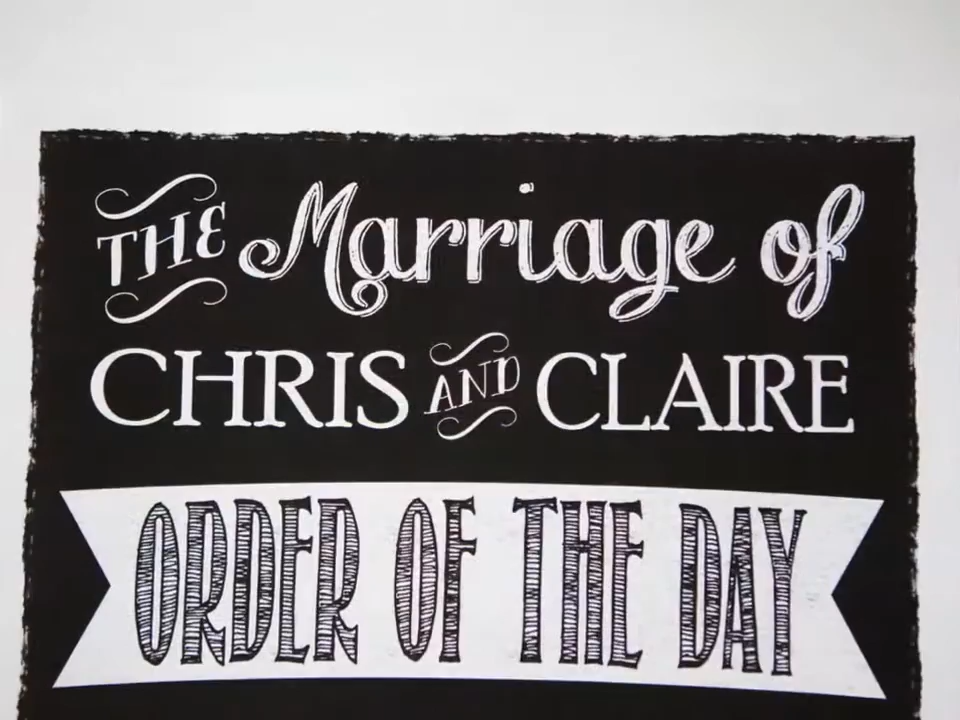 THE Marriage of
CHRIS AND CLAIRE
ORDER OF THE DAY